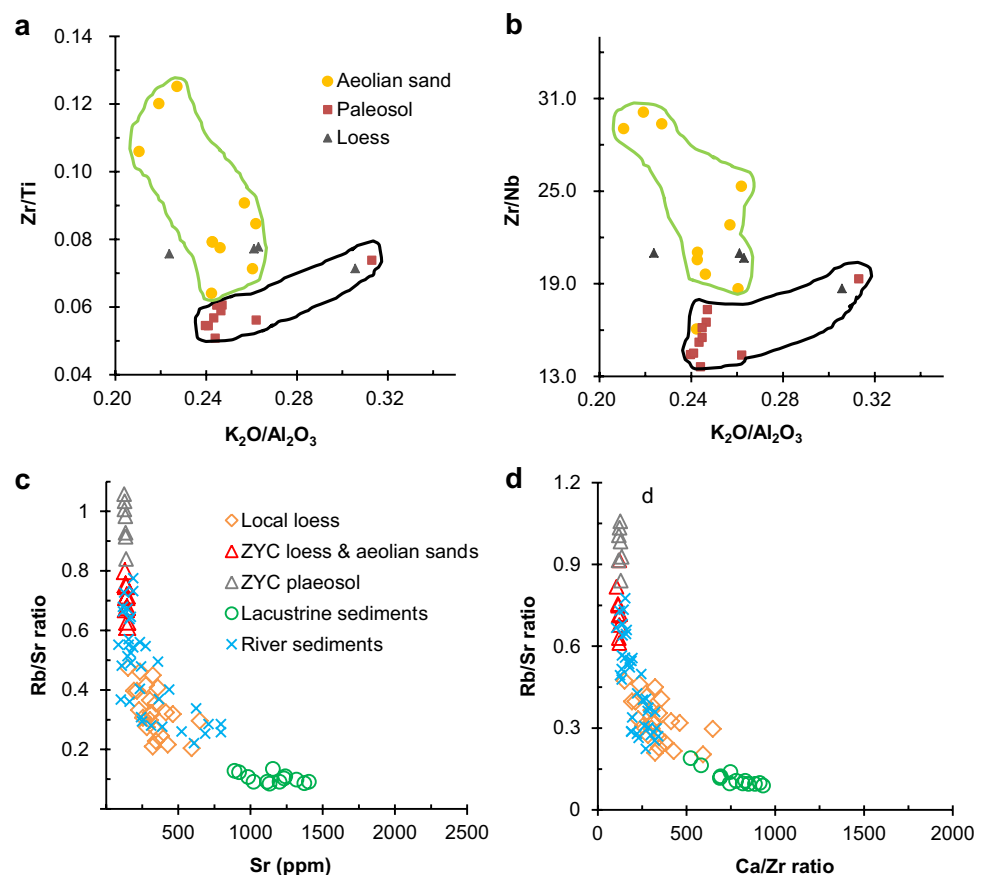 a
0.14
0.12
0.10
0.08
0.06
0.04
Zr/Ti
0.20
0.24
0.28
0.32
K2O/Al2O3
Aeolian sand
Paleosol
Loess
b
31.0
25.0
19.0
13.0
Zr/Nb
0.20
0.24
0.28
0.32
K2O/Al2O3
c
1
0.8
0.6
0.4
0.2
Rb/Sr ratio
500
1000
1500
2000
2500
Sr (ppm)
Local loess
ZYC loess & aeolian sands
ZYC plaeosol
Lacustrine sediments
River sediments
d
d
1.2
0.9
0.6
0.3
0
Rb/Sr ratio
0
500
1000
1500
2000
Ca/Zr ratio